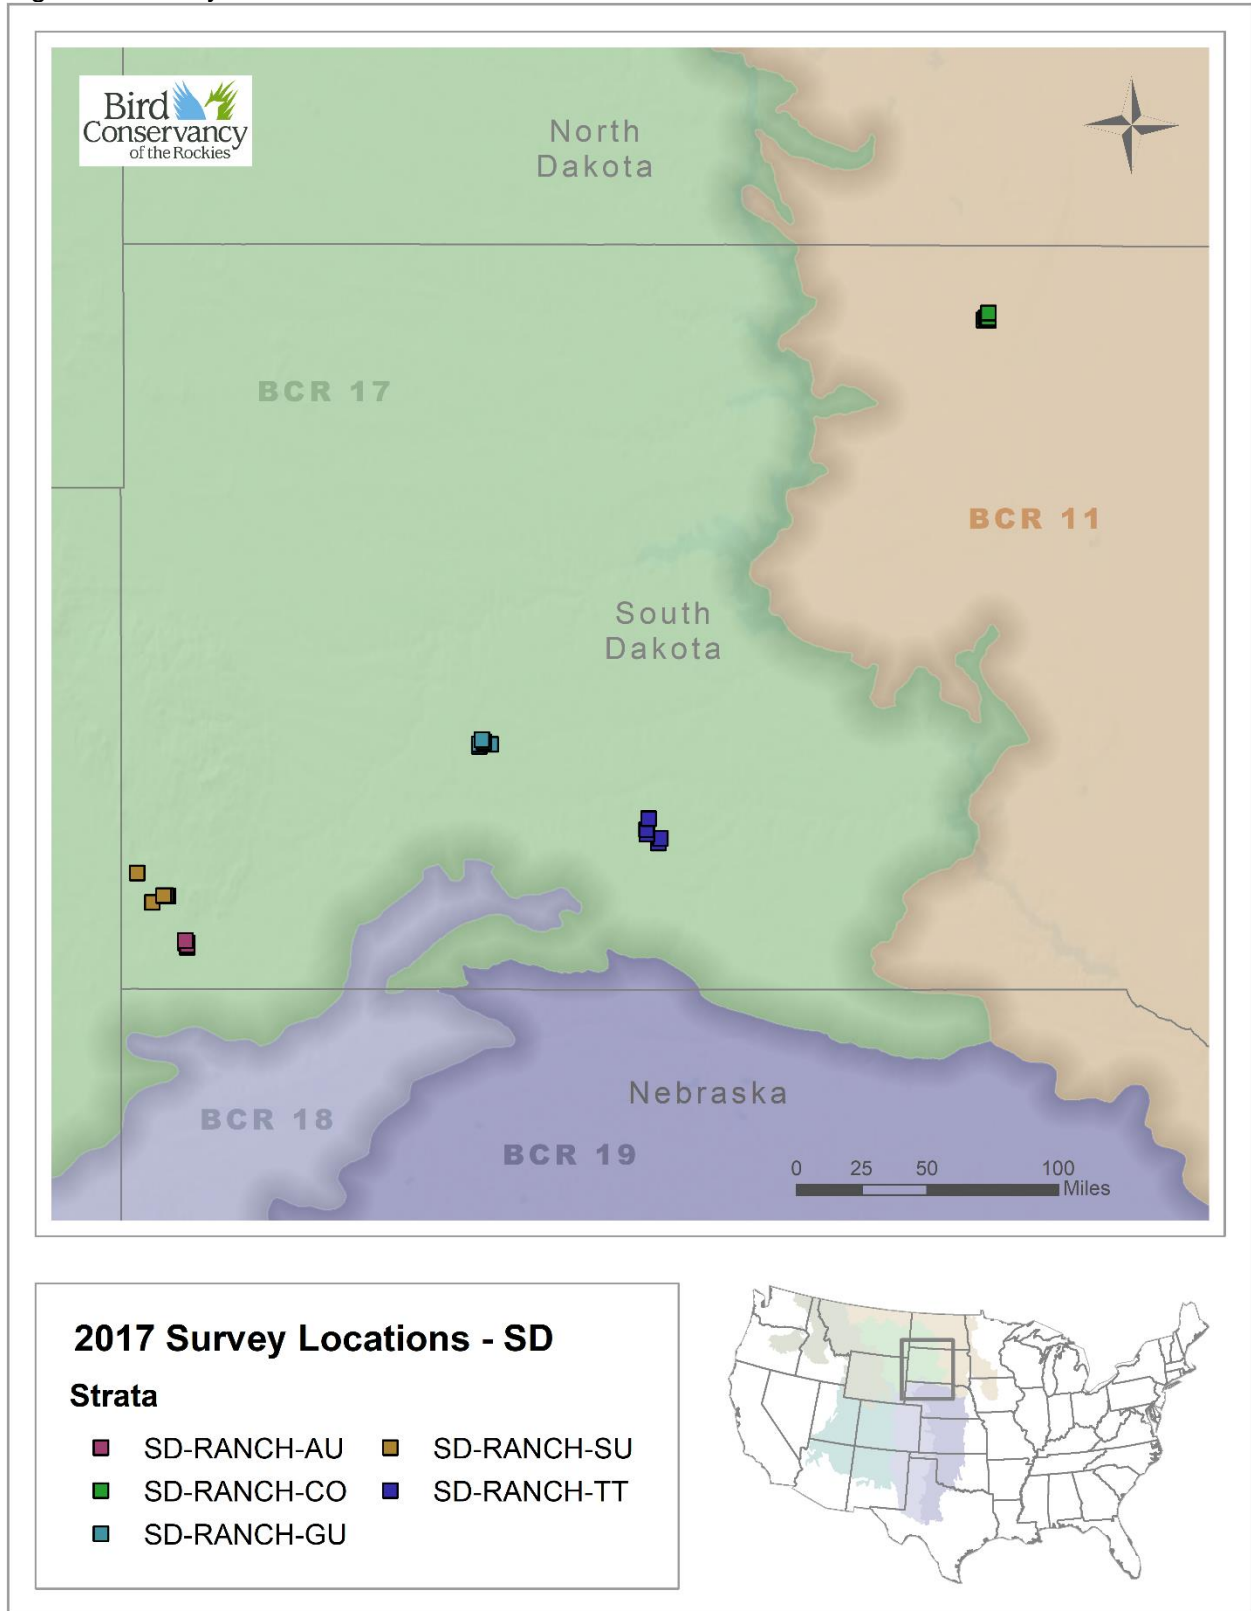 Bird
Conservancy
of the Rockies
North
Dakota
BCR 17
BCR 11
South
Dakota
Nebraska
BCR 18
BCR 19
0 25 50 100
Miles
2017 Survey Locations - SD
Strata
SD-RANCH-AU SD-RANCH-SU
SD-RANCH-CO SD-RANCH-TT
SD-RANCH-GU